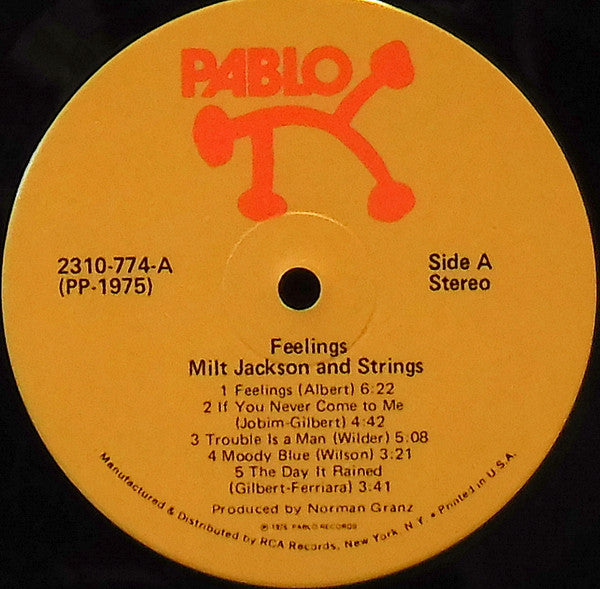 PABLO
2310-774-A
(PP-1975)
Side A
Stereo
Feelings
Milt Jackson and Strings
1 Feelings (Albert) 6:22
2 If You Never Come to Me
(Jobim-Gilbert) 4:42
3 Trouble Is a Man (Wilder) 5:08
4 Moody Blue (Wilson) 3:21
5 The Day It Rained
(Gilbert-Ferriara) 3:41
Produced by Norman Granz
℗ 1976 PABLO RECORDS
Manufactured & Distributed by RCA Records, New York, N.Y. • Printed in U.S.A.